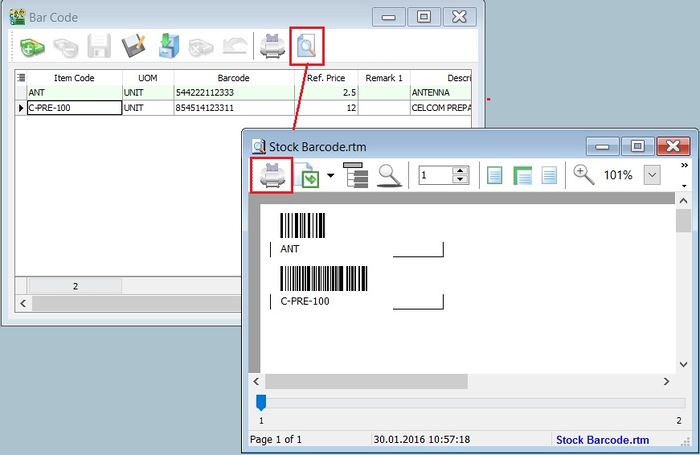 Bar Code
Item Code UOM Barcode Ref. Price Remark 1 Descri
ANT UNIT 544222112333 2.5 ANTENNA
C-PRE-100 UNIT 854514123311 12 CELCOM PREPA
2
Stock Barcode.rtm
1 101%
ANT
C-PRE-100
1 2
Page 1 of 1 30.01.2016 10:57:18 Stock Barcode.rtm